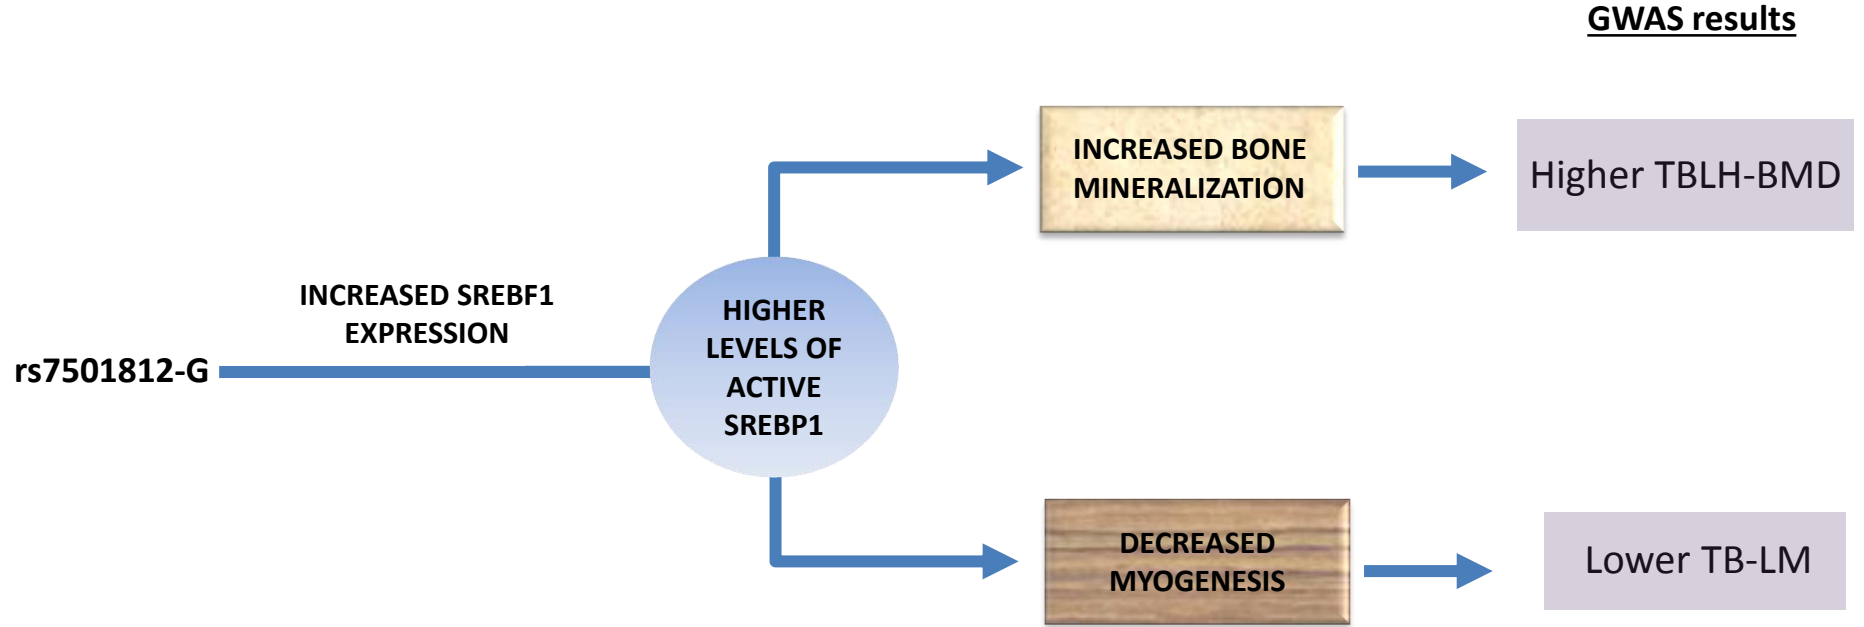 GWAS results
INCREASED BONE
MINERALIZATION
Higher TBLH-BMD
INCREASED SREBF1
EXPRESSION
rs7501812-G
HIGHER
LEVELS OF
ACTIVE
SREBP1
DECREASED
MYOGENESIS
Lower TB-LM